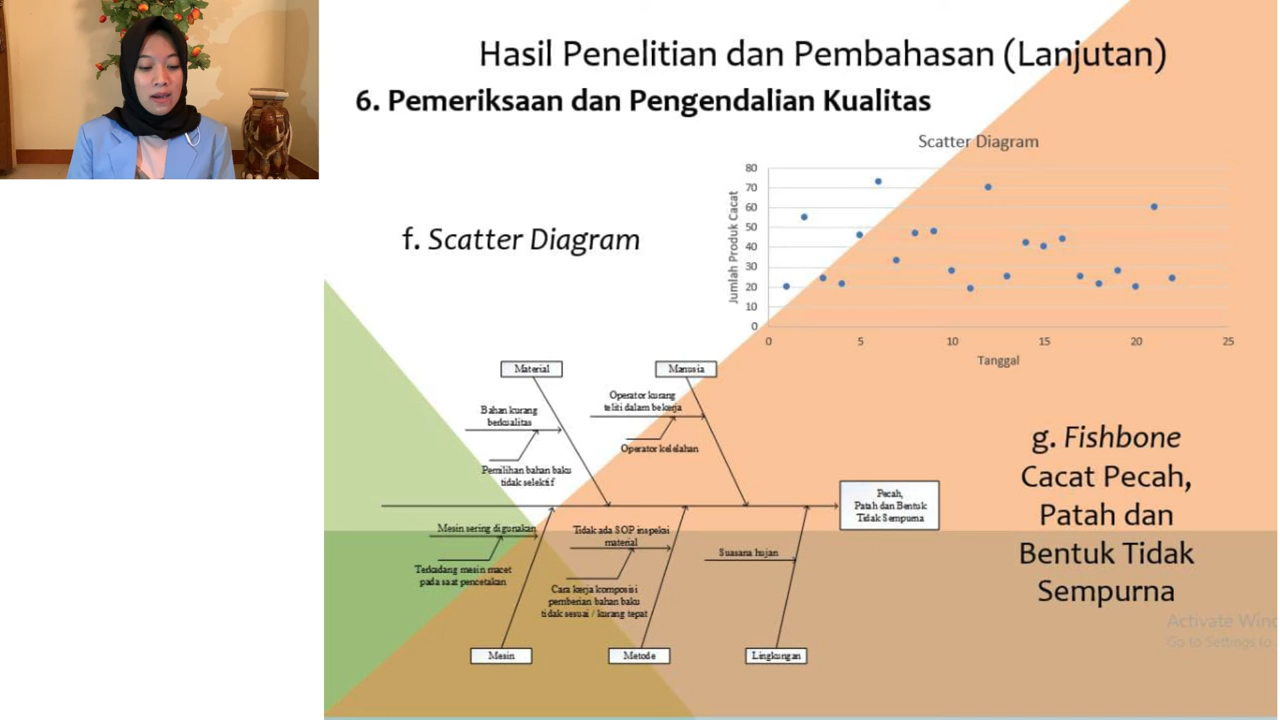 Hasil Penelitian dan Pembahasan (Lanjutan)
6. Pemeriksaan dan Pengendalian Kualitas
f. Scatter Diagram
Scatter Diagram
Jumlah Produk Cacat
80
70
60
50
40
30
20
10
0
0 5 10 15 20 25
Tanggal
Material
Manusia
Bahan kurang
berkualitas
Pemilihan bahan baku
tidak selektif
Operator kurang
teliti dalam bekerja
Operator kelelahan
Pecah,
Patah dan Bentuk
Tidak Sempurna
Mesin sering digunakan
Terkadang mesin macet
pada saat pencetakan
Tidak ada SOP inspeksi
material
Cara kerja komposisi
pemberian bahan baku
tidak sesuai / kurang tepat
Suasana hujan
Mesin
Metode
Lingkungan
g. Fishbone
Cacat Pecah,
Patah dan
Bentuk Tidak
Sempurna
Activate Wind
Go to Settings to